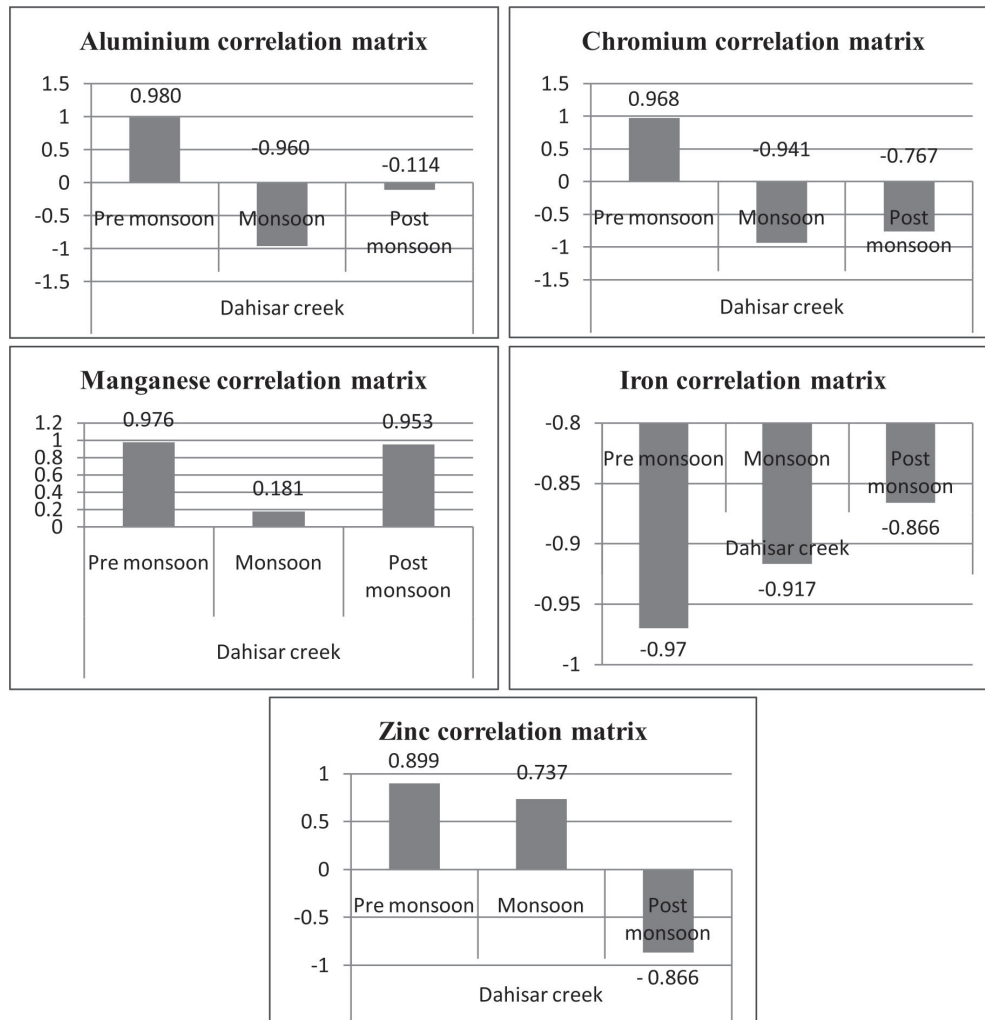 Aluminium correlation matrix
1.5
1
0.5
0
-0.5
-1
-1.5
0.980
-0.960
-0.114
Pre monsoon
Monsoon
Post
monsoon
Dahisar creek
Chromium correlation matrix
1.5
1
0.5
0
-0.5
-1
-1.5
0.968
-0.941
-0.767
Pre monsoon
Monsoon
Post
monsoon
Dahisar creek
Manganese correlation matrix
1.2
1
0.8
0.6
0.4
0.2
0
0.976
0.181
0.953
Pre monsoon
Monsoon
Post
monsoon
Dahisar creek
Iron correlation matrix
-0.8
-0.85
-0.9
-0.95
-1
Pre monsoon
Monsoon
Post
monsoon
-0.866
Dahisar creek
-0.917
-0.97
Zinc correlation matrix
1
0.5
0
-0.5
-1
0.899
0.737
Pre monsoon
Monsoon
Post
monsoon
- 0.866
Dahisar creek